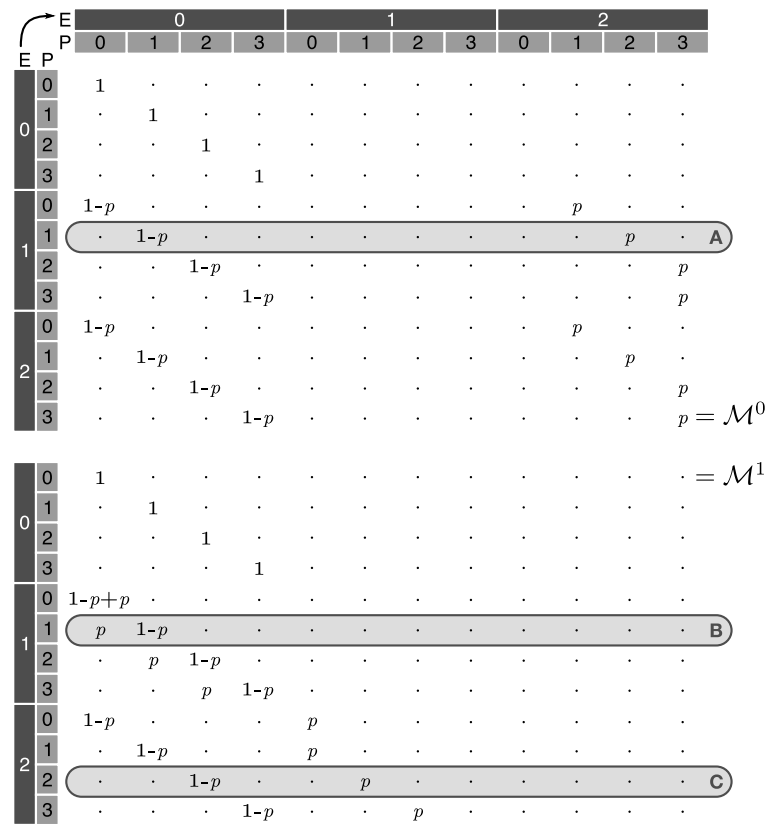 E 0 1 2
P 0 1 2 3 0 1 2 3 0 1 2 3
E P
0 0 1 · · · · · · · · · · ·
1 · 1 · · · · · · · · · ·
2 · · 1 · · · · · · · · ·
3 · · · 1 · · · · · · · ·
1 0 1-p · · · · · · · · p · ·
1 · 1-p · · · · · · · · p · A
2 · · 1-p · · · · · · · · p
3 · · · 1-p · · · · · · · p
2 0 1-p · · · · · · · · p · ·
1 · 1-p · · · · · · · · p ·
2 · · 1-p · · · · · · · · p
3 · · · 1-p · · · · · · · p = ℳ⁰
0 0 1 · · · · · · · · · · · = ℳ¹
1 · 1 · · · · · · · · · ·
2 · · 1 · · · · · · · · ·
3 · · · 1 · · · · · · · ·
1 0 1-p+p · · · · · · · · · · ·
1 p 1-p · · · · · · · · · · B
2 · p 1-p · · · · · · · · ·
3 · · p 1-p · · · · · · · ·
2 0 1-p · · · p · · · · · · ·
1 · 1-p · · p · · · · · · ·
2 · · 1-p · · p · · · · · · C
3 · · · 1-p · · p · · · · ·